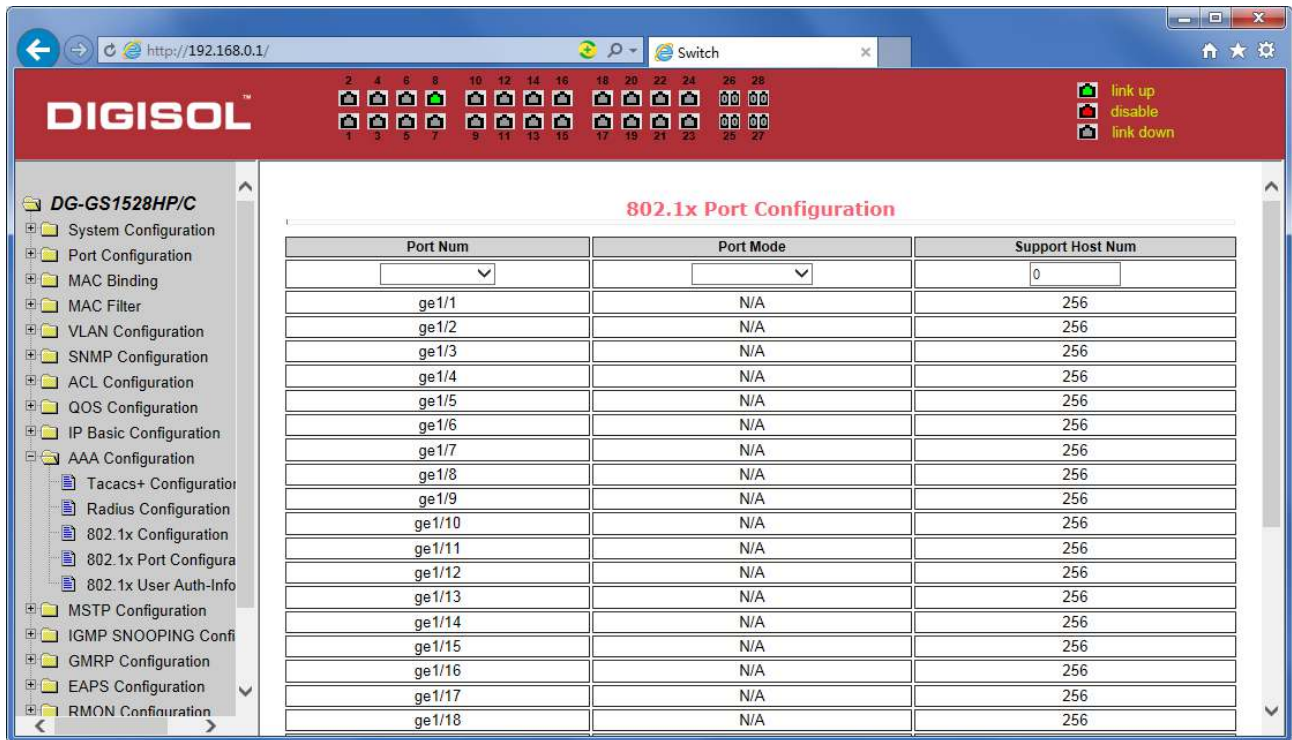 http://192.168.0.1/
Switch
DIGISOL™
2 4 6 8 10 12 14 16 18 20 22 24 26 28
1 3 5 7 9 11 13 15 17 19 21 23 25 27
link up
disable
link down
DG-GS1528HP/C
System Configuration
Port Configuration
MAC Binding
MAC Filter
VLAN Configuration
SNMP Configuration
ACL Configuration
QOS Configuration
IP Basic Configuration
AAA Configuration
Tacacs+ Configuration
Radius Configuration
802.1x Configuration
802.1x Port Configura
802.1x User Auth-Info
MSTP Configuration
IGMP SNOOPING Confi
GMRP Configuration
EAPS Configuration
RMON Configuration
802.1x Port Configuration
Port Num Port Mode Support Host Num
0
ge1/1 N/A 256
ge1/2 N/A 256
ge1/3 N/A 256
ge1/4 N/A 256
ge1/5 N/A 256
ge1/6 N/A 256
ge1/7 N/A 256
ge1/8 N/A 256
ge1/9 N/A 256
ge1/10 N/A 256
ge1/11 N/A 256
ge1/12 N/A 256
ge1/13 N/A 256
ge1/14 N/A 256
ge1/15 N/A 256
ge1/16 N/A 256
ge1/17 N/A 256
ge1/18 N/A 256